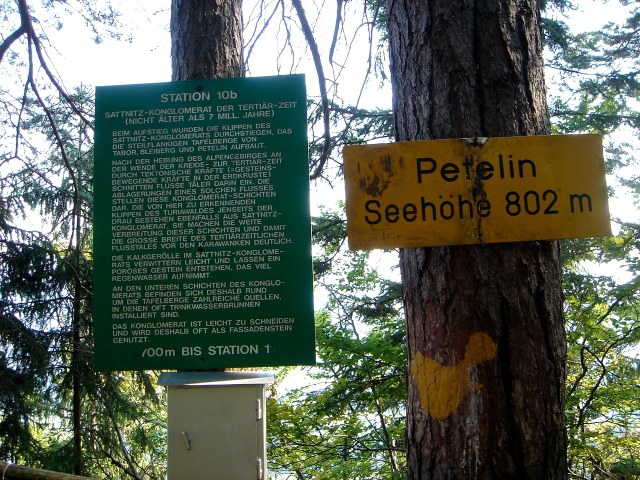 STATION 10b
SATTNITZ-KONGLOMERAT DER TERTIÄR-ZEIT
(NICHT ÄLTER ALS 7 MILL. JAHRE)
BEIM AUFSTIEG WURDEN DIE KLIPPEN DES
SATTNITZ-KONGLOMERATS DURCHSTIEGEN, DAS
DIE STEILFLANKIGEN TAFELBERGE VON
TABOR, BLEIBERG UND PETELIN AUFBAUT.
NACH DER HEBUNG DES ALPENGEBIRGES AN
DER WENDE DER KREIDE- ZUR TERTIÄR-ZEIT
DURCH TEKTONISCHE KRÄFTE (=GESTEINS-
BEWEGENDE KRÄFTE IN DER ERDKRUSTE)
SCHNITTEN FLÜSSE TÄLER DARIN EIN. DIE
ABLAGERUNGEN EINES SOLCHEN FLUSSES
STELLEN DIESE KONGLOMERAT-SCHICHTEN
DAR. DIE VON HIER ZU ERKENNENDEN
KLIPPEN DES TURIAWALDES JENSEITS DER
DRAU BESTEHEN EBENFALLS AUS SATTNITZ-
KONGLOMERAT. SIE MACHEN DIE WEITE
VERBREITUNG DIESER SCHICHTEN UND DAMIT
DIE GROSSE BREITE DES TERTIÄRZEITLICHEN
FLUSSTALES VOR DEN KARAWANKEN DEUTLICH.
DIE KALKGERÖLLE IM SATTNITZ-KONGLOME-
RATS VERWITTERN LEICHT UND LASSEN EIN
PORÖSES GESTEIN ENTSTEHEN, DAS VIEL
REGENWASSER AUFNIMMT.
AN DEN UNTEREN SCHICHTEN DES KONGLO-
MERATS BEFINDEN SICH DESHALB RUND
UM DIE TAFELBERGE ZAHLREICHE QUELLEN,
IN DENEN OFT TRINKWASSERBRUNNEN
INSTALLIERT SIND.
DAS KONGLOMERAT IST LEICHT ZU SCHNEIDEN
UND WIRD DESHALB OFT ALS FASSADENSTEIN
GENUTZT.
700m BIS STATION 1
Petelin
Seehöhe 802 m